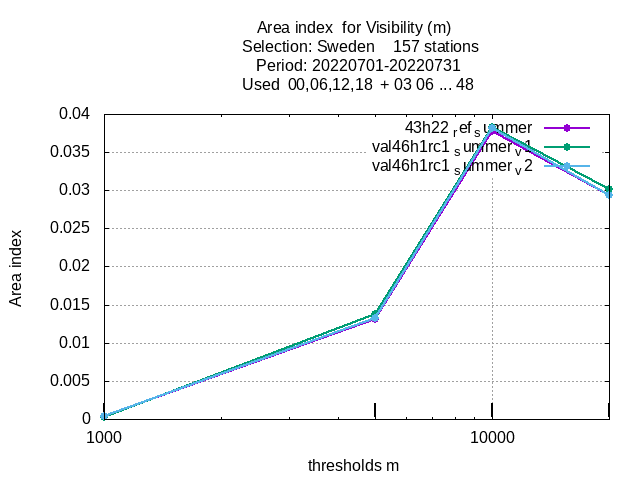 Area index  for Visibility (m)
Selection: Sweden    157 stations
Period: 20220701-20220731
Used  00,06,12,18  + 03 06 ... 48
0.04
0.035
0.03
0.025
0.02
0.015
0.01
0.005
0
Area index
43h22 ref summer
val46h1rc1 summer v1
val46h1rc1 summer v2
1000
10000
thresholds m